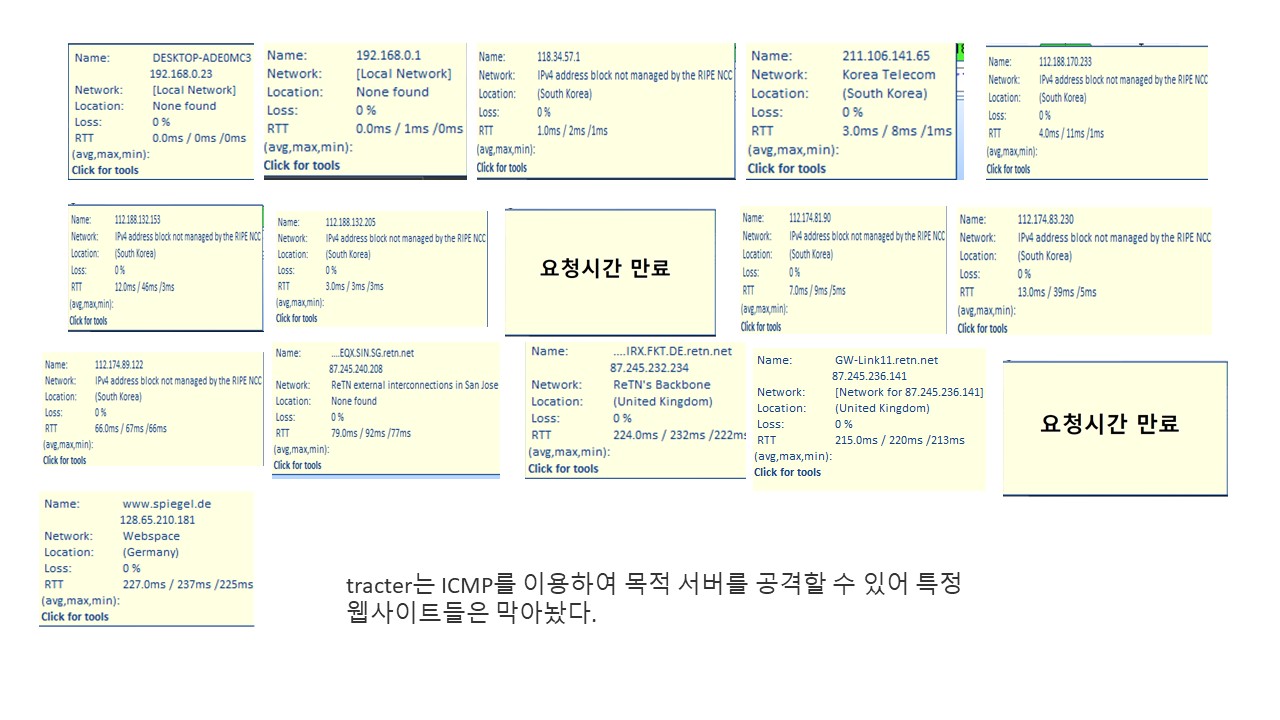 Name: DESKTOP-ADE0MC3
192.168.0.23
Network: [Local Network]
Location: None found
Loss: 0 %
RTT 0.0ms / 0ms /0ms
(avg,max,min):
Click for tools
Name: 192.168.0.1
Network: [Local Network]
Location: None found
Loss: 0 %
RTT 0.0ms / 1ms /0ms
(avg,max,min):
Click for tools
Name: 118.34.57.1
Network: IPv4 address block not managed by the RIPE NCC
Location: (South Korea)
Loss: 0 %
RTT 1.0ms / 2ms /1ms
(avg,max,min):
Click for tools
Name: 211.106.141.65
Network: Korea Telecom
Location: (South Korea)
Loss: 0 %
RTT 3.0ms / 8ms /1ms
(avg,max,min):
Click for tools
Name: 112.188.170.233
Network: IPv4 address block not managed by the RIPE NCC
Location: (South Korea)
Loss: 0 %
RTT 4.0ms / 11ms /1ms
(avg,max,min):
Click for tools
Name: 112.188.132.153
Network: IPv4 address block not managed by the RIPE NCC
Location: (South Korea)
Loss: 0 %
RTT 12.0ms / 46ms /3ms
(avg,max,min):
Click for tools
Name: 112.188.132.205
Network: IPv4 address block not managed by the RIPE NCC
Location: (South Korea)
Loss: 0 %
RTT 3.0ms / 3ms /3ms
(avg,max,min):
Click for tools
요청시간 만료
Name: 112.174.81.90
Network: IPv4 address block not managed by the RIPE NCC
Location: (South Korea)
Loss: 0 %
RTT 7.0ms / 9ms /5ms
(avg,max,min):
Click for tools
Name: 112.174.83.230
Network: IPv4 address block not managed by the RIPE NCC
Location: (South Korea)
Loss: 0 %
RTT 13.0ms / 39ms /5ms
(avg,max,min):
Click for tools
Name: 112.174.89.122
Network: IPv4 address block not managed by the RIPE NCC
Location: (South Korea)
Loss: 0 %
RTT 66.0ms / 67ms /66ms
(avg,max,min):
Click for tools
Name: ....EQX.SIN.SG.retn.net
87.245.240.208
Network: ReTN external interconnections in San Jose
Location: None found
Loss: 0 %
RTT 79.0ms / 92ms /77ms
(avg,max,min):
Click for tools
Name: ....IRX.FKT.DE.retn.net
87.245.232.234
Network: ReTN's Backbone
Location: (United Kingdom)
Loss: 0 %
RTT 224.0ms / 232ms /222ms
(avg,max,min):
Click for tools
Name: GW-Link11.retn.net
87.245.236.141
Network: [Network for 87.245.236.141]
Location: (United Kingdom)
Loss: 0 %
RTT 215.0ms / 220ms /213ms
(avg,max,min):
Click for tools
요청시간 만료
Name: www.spiegel.de
128.65.210.181
Network: Webspace
Location: (Germany)
Loss: 0 %
RTT 227.0ms / 237ms /225ms
(avg,max,min):
Click for tools
tracter는 ICMP를 이용하여 목적 서버를 공격할 수 있어 특정
웹사이트들은 막아놨다.